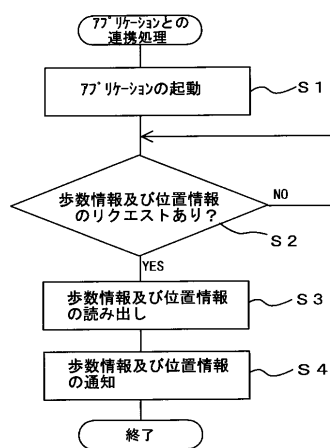 ｱﾌﾟﾘｹｰｼｮﾝとの
連携処理
ｱﾌﾟﾘｹｰｼｮﾝの起動
S1
歩数情報及び位置情報
のリクエストあり？
NO
S2
YES
歩数情報及び位置情報
の読み出し
S3
歩数情報及び位置情報
の通知
S4
終了